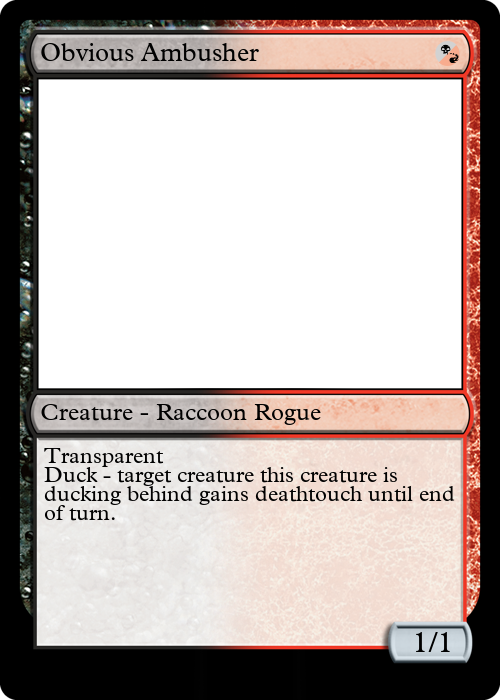 Obvious Ambusher
Creature - Raccoon Rogue
Transparent
Duck - target creature this creature is
ducking behind gains deathtouch until end
of turn.
1/1